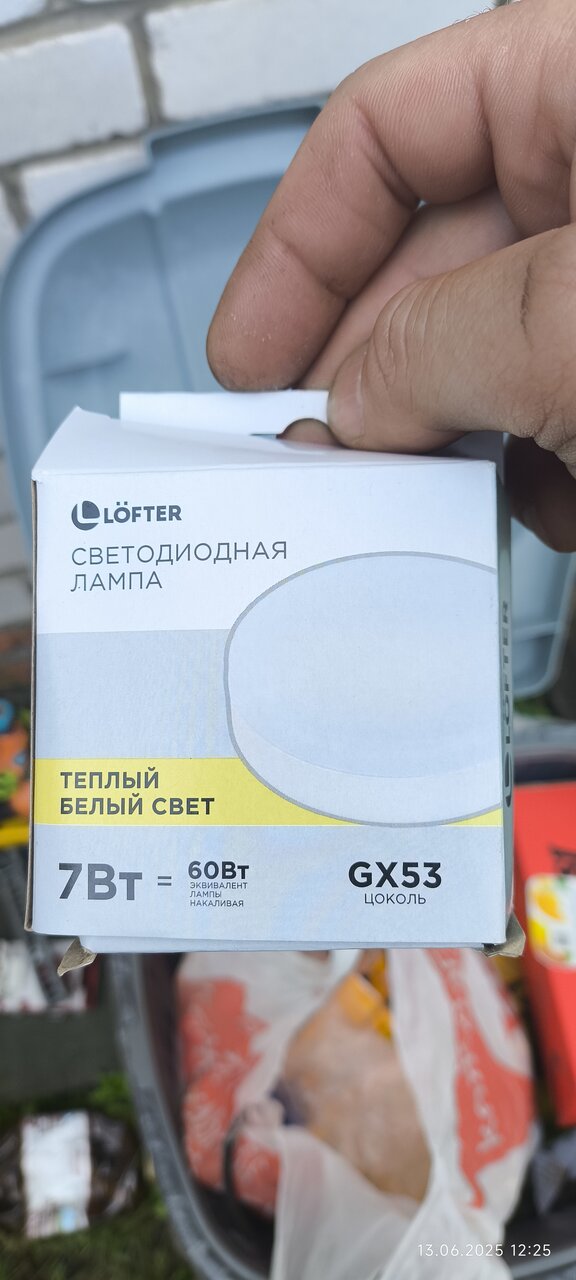 LÖFTER
СВЕТОДИОДНАЯ
ЛАМПА
LÖFTER
ТЕПЛЫЙ
БЕЛЫЙ СВЕТ
7Вт = 60Вт
ЭКВИВАЛЕНТ
ЛАМПЫ
НАКАЛИВАЯ
GX53
ЦОКОЛЬ
13.06.2025 12:25